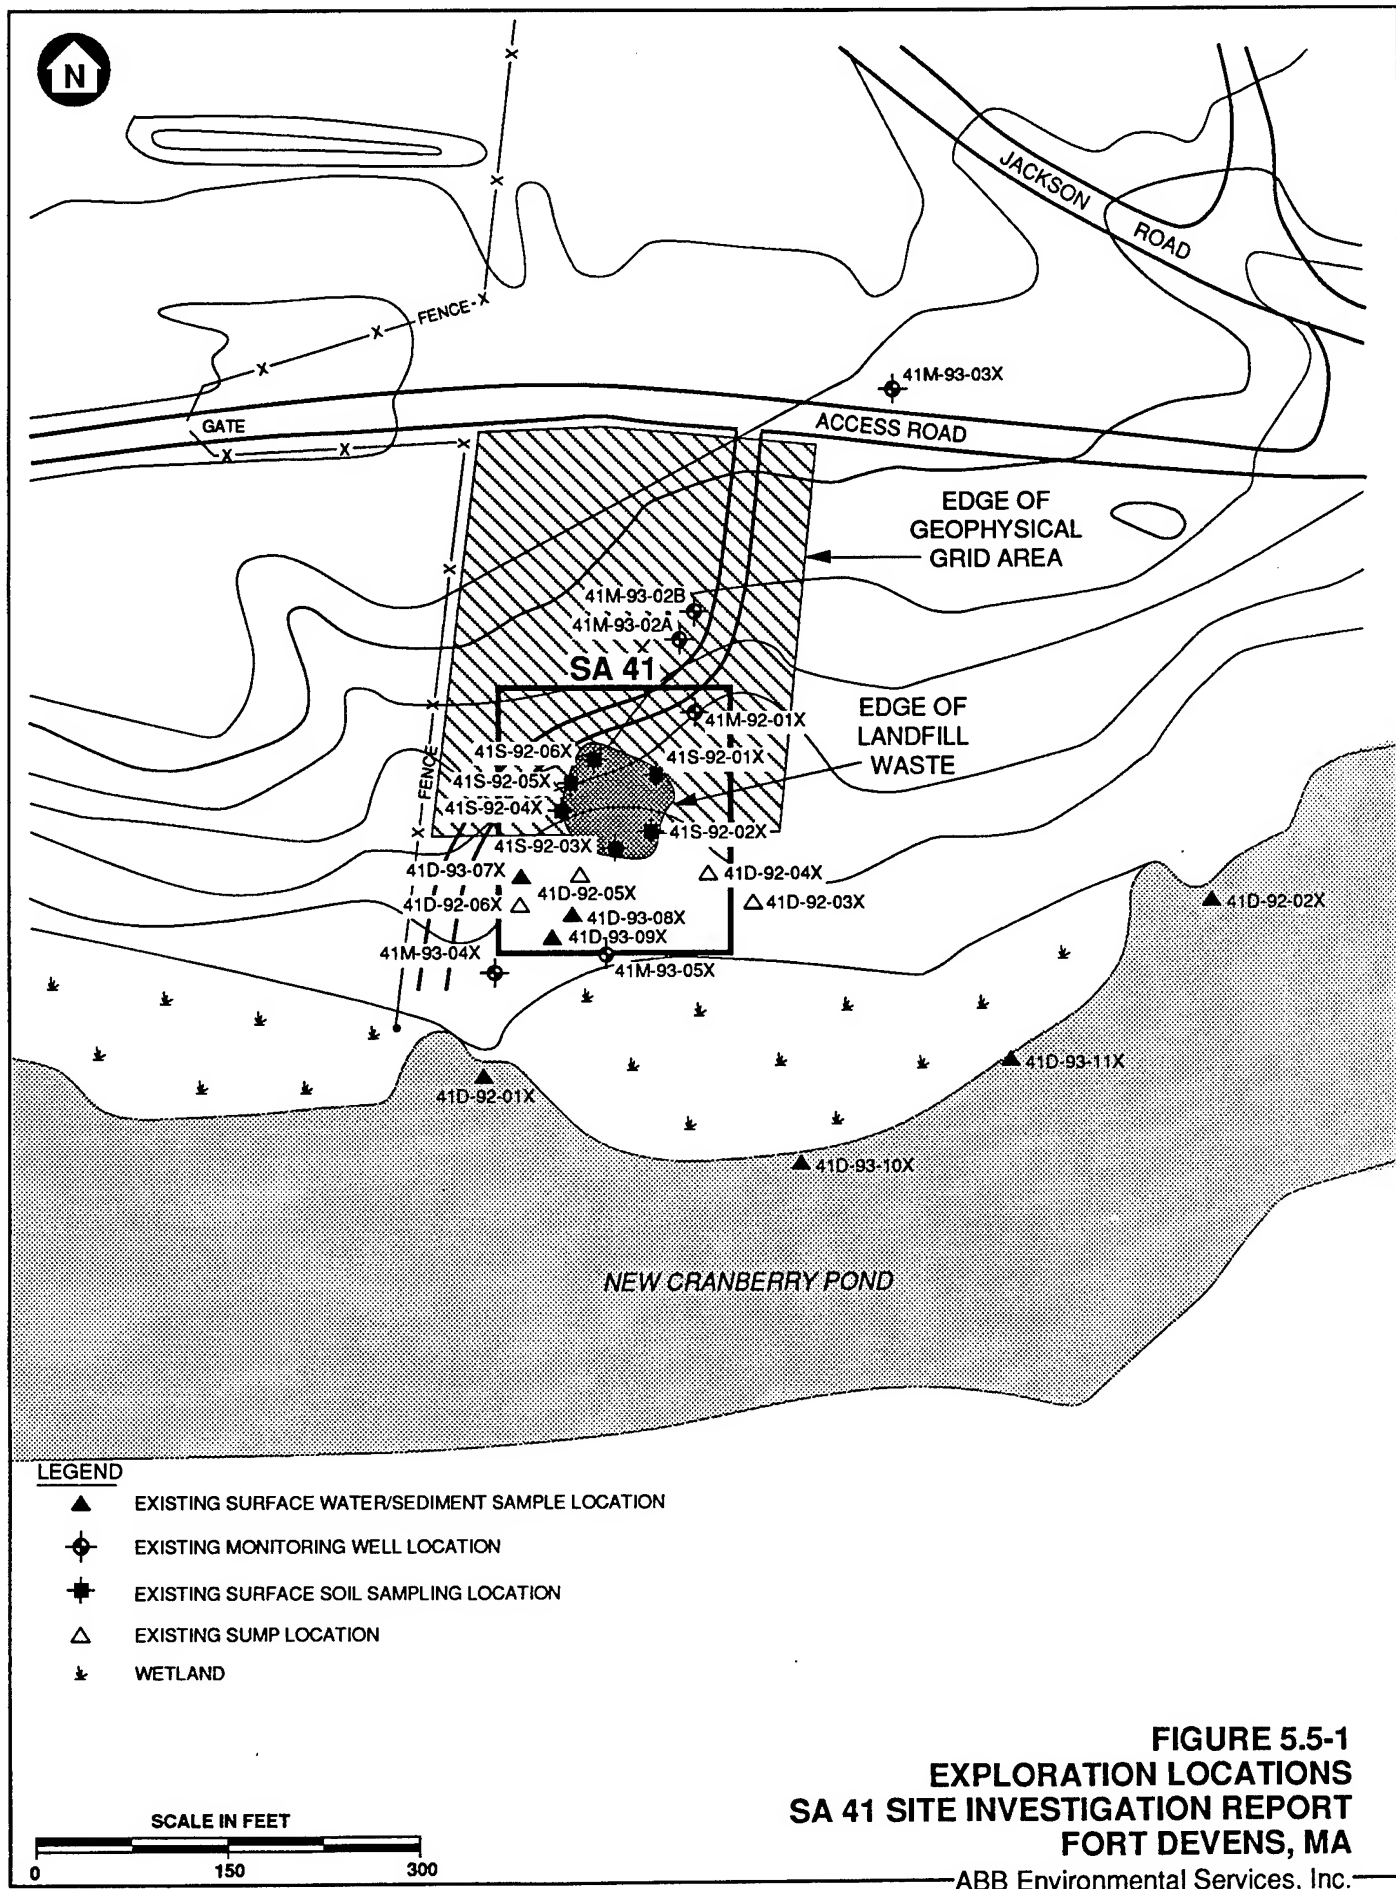 N
JACKSON
ROAD
FENCE
41M-93-03X
GATE
ACCESS ROAD
EDGE OF
GEOPHYSICAL
GRID AREA
41M-93-02B
41M-93-02A
SA 41
41M-92-01X
EDGE OF
LANDFILL
WASTE
41S-92-06X
41S-92-01X
FENCE
41S-92-05X
41S-92-04X
41S-92-02X
41S-92-03X
41D-93-07X
41D-92-05X
41D-92-04X
41D-92-06X
41D-92-03X
41D-92-02X
41D-93-08X
41D-93-09X
41M-93-04X
41M-93-05X
41D-93-11X
41D-92-01X
41D-93-10X
NEW CRANBERRY POND
LEGEND
EXISTING SURFACE WATER/SEDIMENT SAMPLE LOCATION
EXISTING MONITORING WELL LOCATION
EXISTING SURFACE SOIL SAMPLING LOCATION
EXISTING SUMP LOCATION
WETLAND
FIGURE 5.5-1
EXPLORATION LOCATIONS
SA 41 SITE INVESTIGATION REPORT
FORT DEVENS, MA
ABB Environmental Services, Inc.
SCALE IN FEET
0 150 300